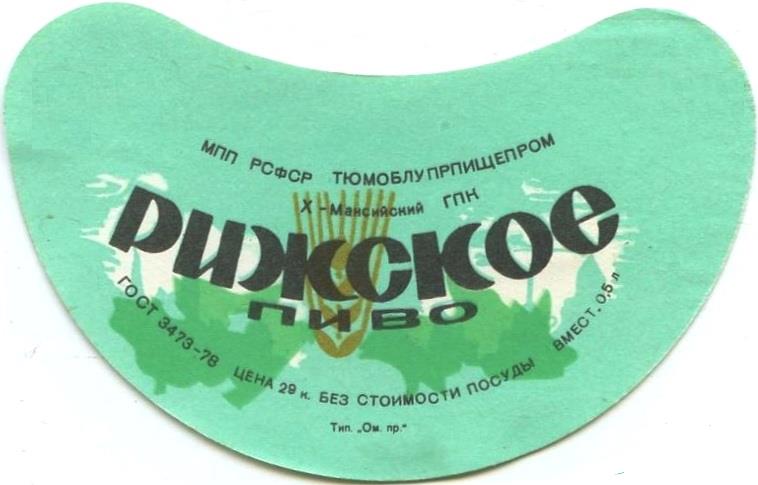 МПП РСФСР ТЮМОБЛУПРПИЩЕПРОМ
Х-Мансийский ГПК
Рижское
ПИВО
ГОСТ 3473-78 ЦЕНА 29 к. БЕЗ СТОИМОСТИ ПОСУДЫ ВМЕСТ. 0,5 л
Тип. „Ом. пр."